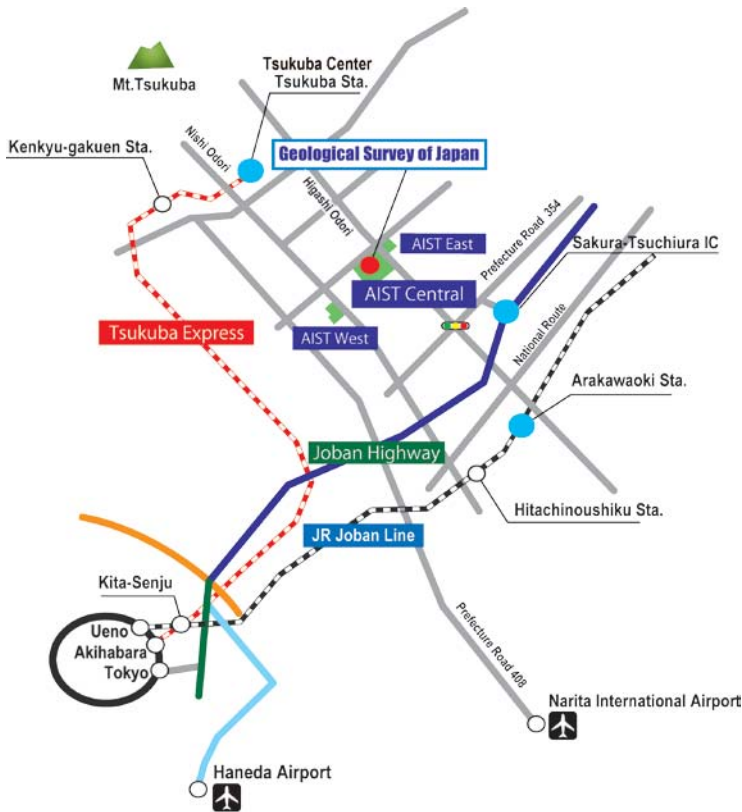 Tsukuba Center
Tsukuba Sta.
Mt.Tsukuba
Kenkyu-gakuen Sta.
Nishi Odori
Geological Survey of Japan
Higashi Odori
Prefecture Road 354
AIST East
Sakura-Tsuchiura IC
AIST Central
Tsukuba Express
AIST West
National Route
Arakawaoki Sta.
Joban Highway
Hitachinoushiku Sta.
JR Joban Line
Kita-Senju
Ueno
Akihabara
Tokyo
Prefecture Road 408
Narita International Airport
Haneda Airport